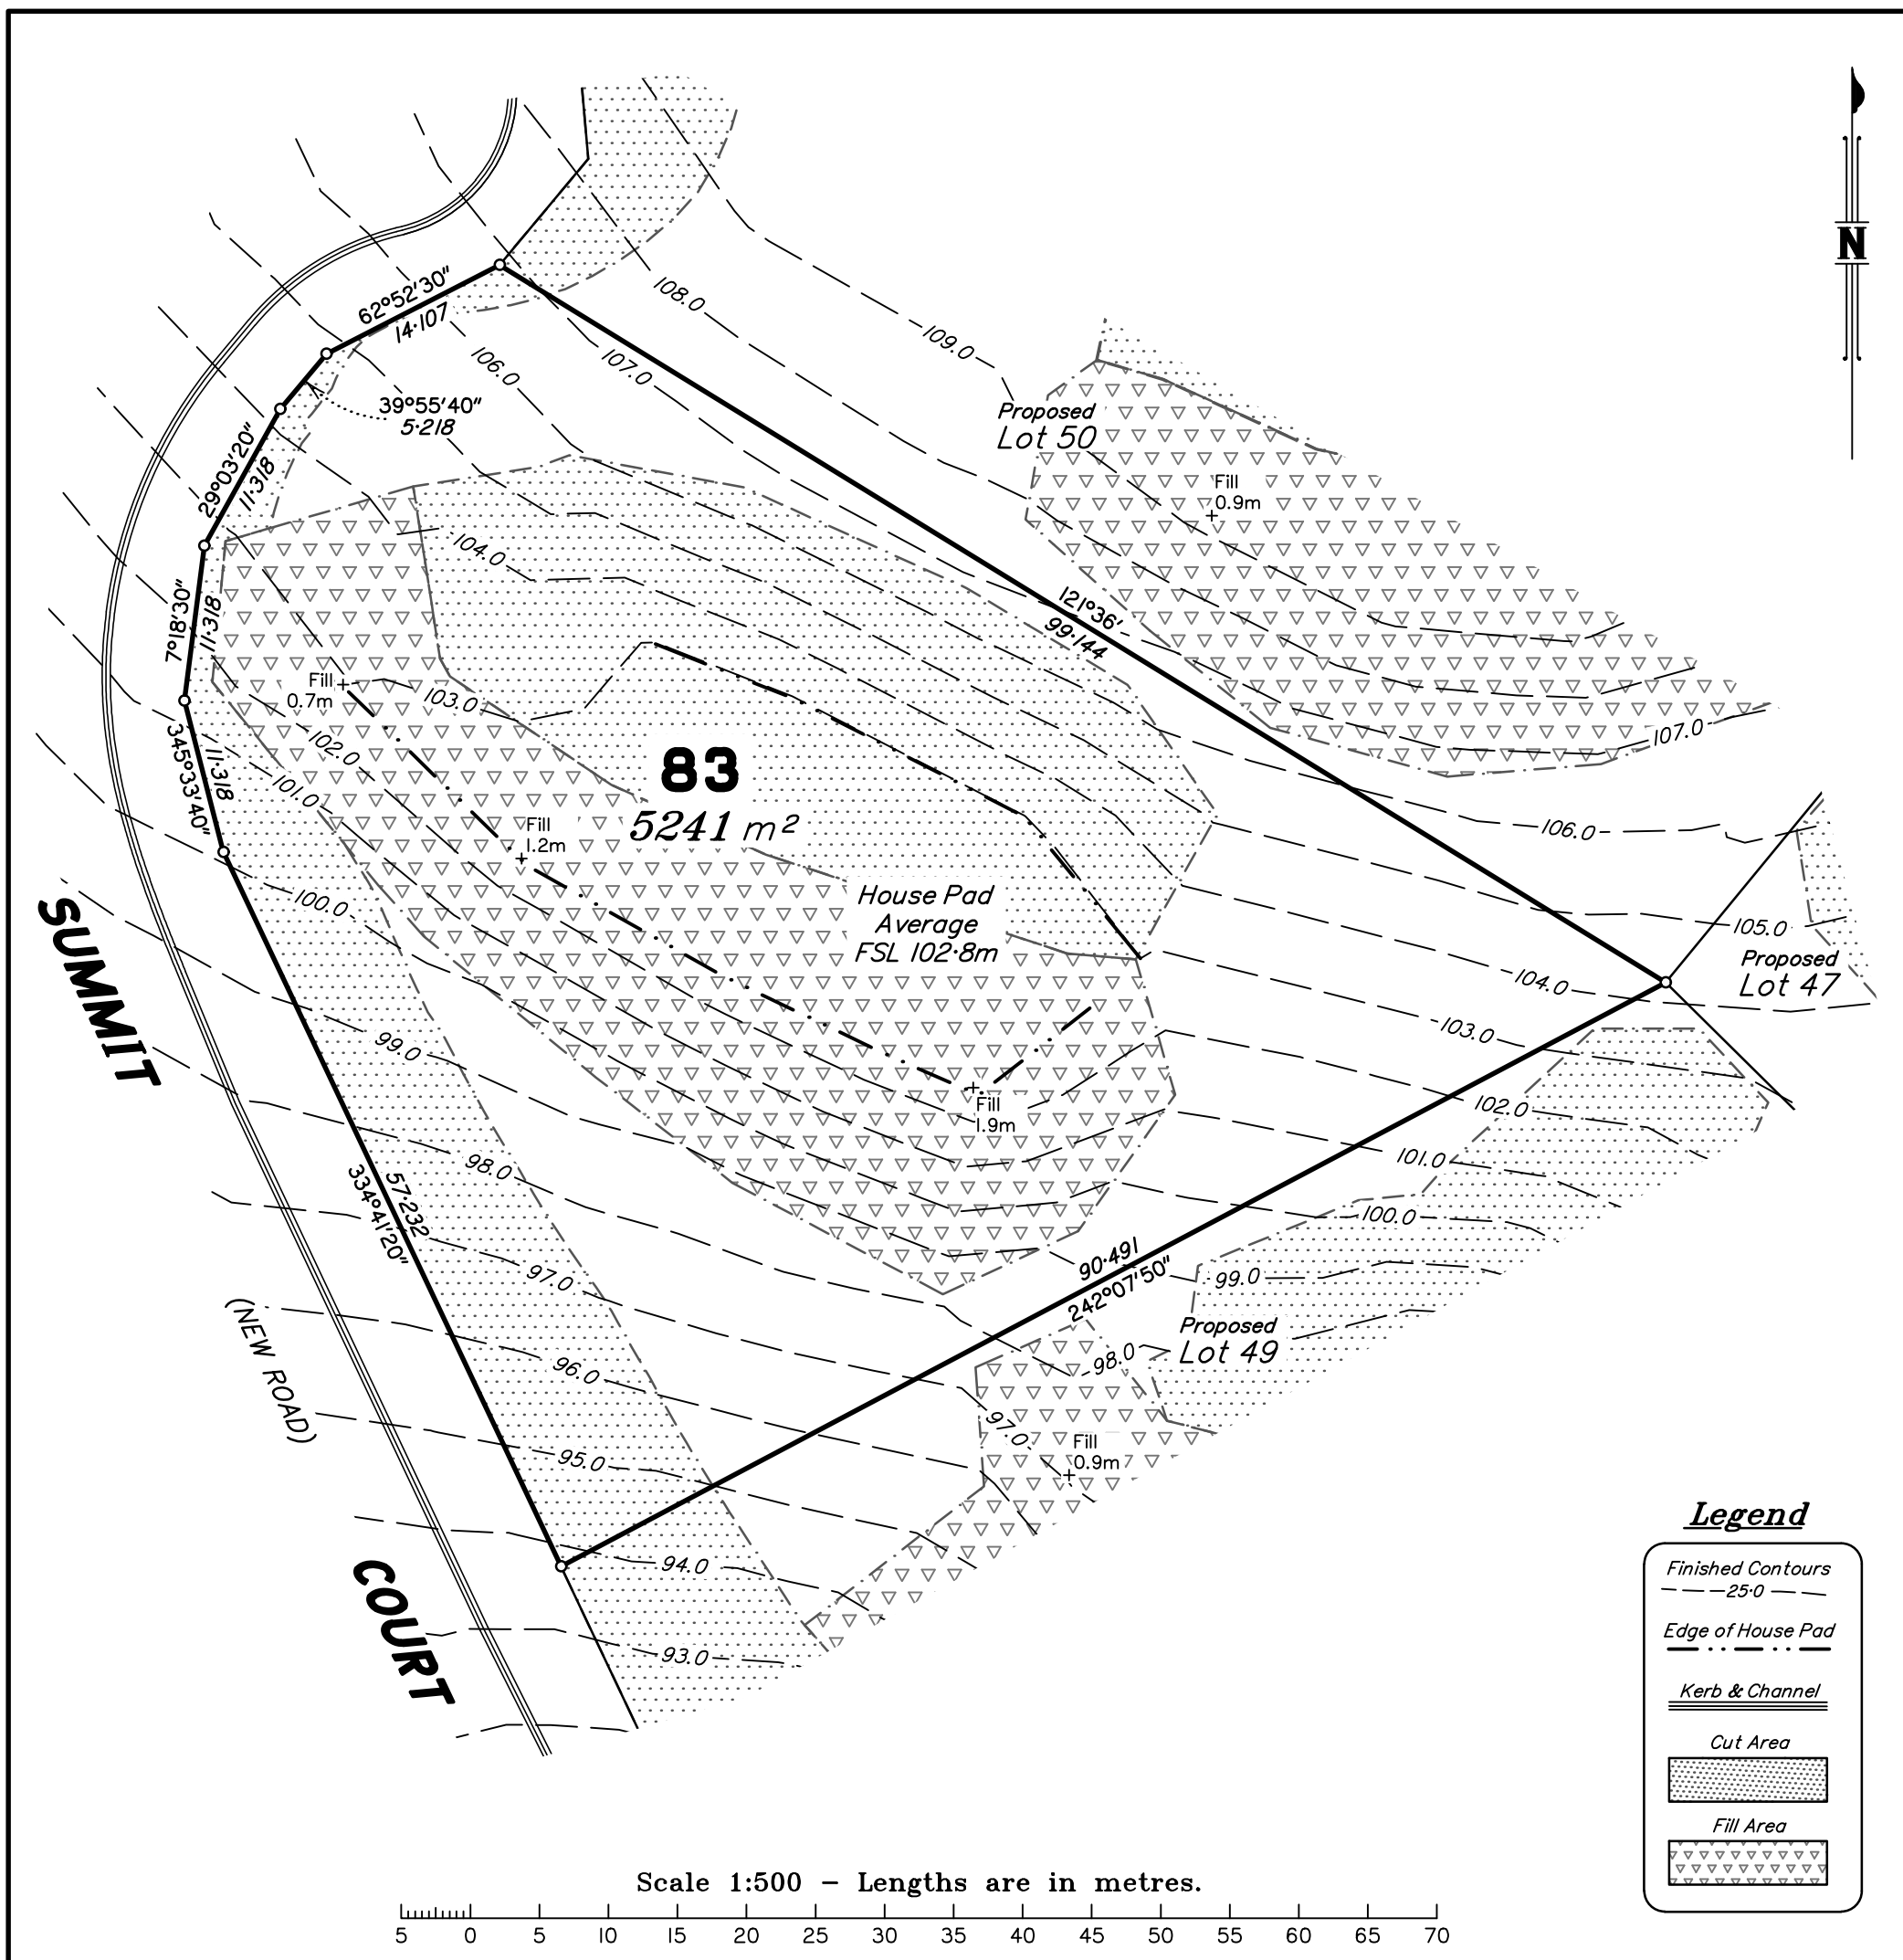 N
108.0
62°52'30"
14·107
106.0
107.0
109.0
39°55'40"
5·218
Proposed
Lot 50
29°03'20"
11·318
Fill
0.9m
104.0
7°18'30"
11·318
121°36'
99·144
Fill
0.7m
103.0
102.0
107.0
345°33'40"
11·318
101.0
83
5241 m²
Fill
1.2m
106.0
100.0
House Pad
Average
FSL 102·8m
105.0
SUMMIT
Proposed
Lot 47
104.0
99.0
103.0
Fill
1.9m
102.0
98.0
101.0
57·232
334°41'20"
100.0
97.0
90·491
242°07'50"
99.0
Proposed
Lot 49
(NEW ROAD)
96.0
98.0
97.0
Fill
0.9m
95.0
94.0
COURT
93.0
Legend
Finished Contours
25·0
Edge of House Pad
Kerb & Channel
Cut Area
Fill Area
Scale 1:500 – Lengths are in metres.
5 0 5 10 15 20 25 30 35 40 45 50 55 60 65 70